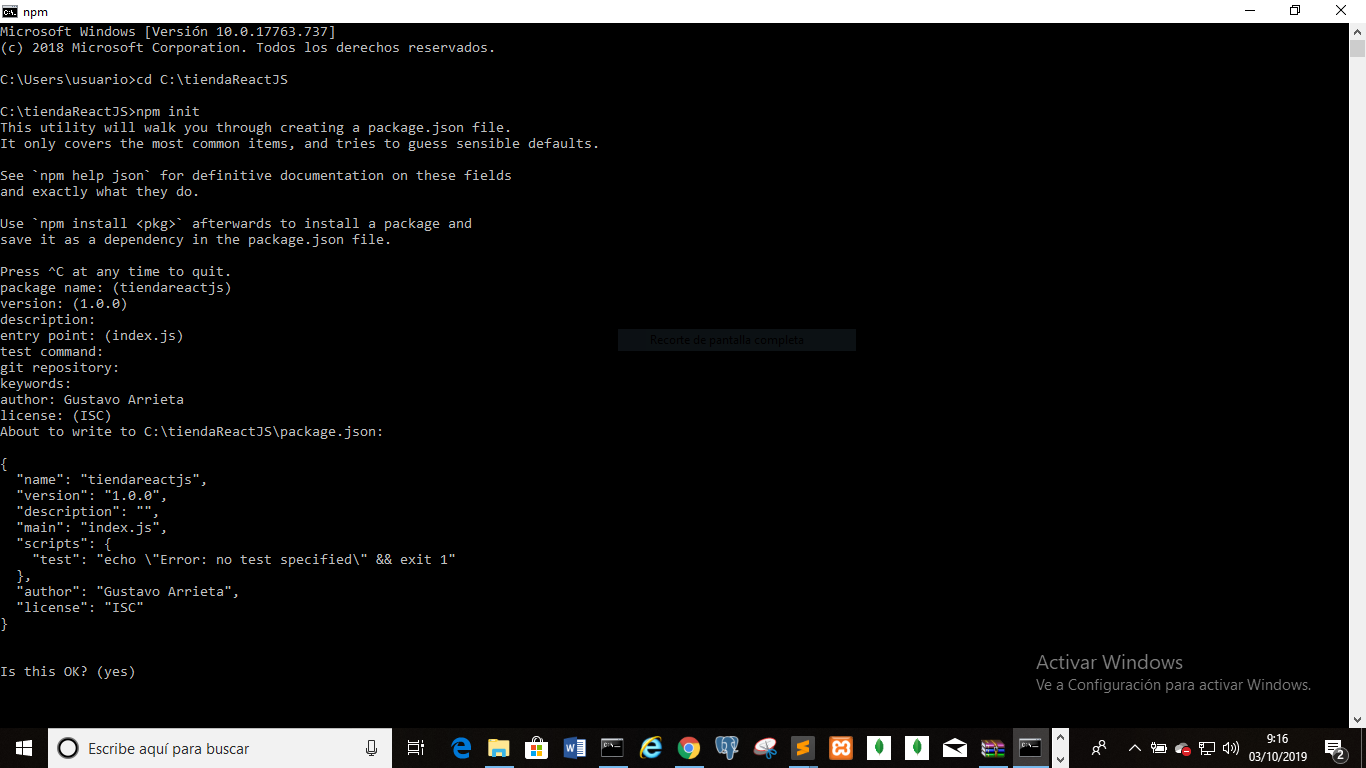 npm
Microsoft Windows [Versión 10.0.17763.737]
(c) 2018 Microsoft Corporation. Todos los derechos reservados.
C:\Users\usuario>cd C:\tiendaReactJS
C:\tiendaReactJS>npm init
This utility will walk you through creating a package.json file.
It only covers the most common items, and tries to guess sensible defaults.
See `npm help json` for definitive documentation on these fields
and exactly what they do.
Use `npm install <pkg>` afterwards to install a package and
save it as a dependency in the package.json file.
Press ^C at any time to quit.
package name: (tiendareactjs)
version: (1.0.0)
description:
entry point: (index.js)
Recorte de pantalla completa
test command:
git repository:
keywords:
author: Gustavo Arrieta
license: (ISC)
About to write to C:\tiendaReactJS\package.json:
{
  "name": "tiendareactjs",
  "version": "1.0.0",
  "description": "",
  "main": "index.js",
  "scripts": {
    "test": "echo \"Error: no test specified\" && exit 1"
  },
  "author": "Gustavo Arrieta",
  "license": "ISC"
}
Is this OK? (yes)
Activar Windows
Ve a Configuración para activar Windows.
Escribe aquí para buscar
9:16
03/10/2019
2